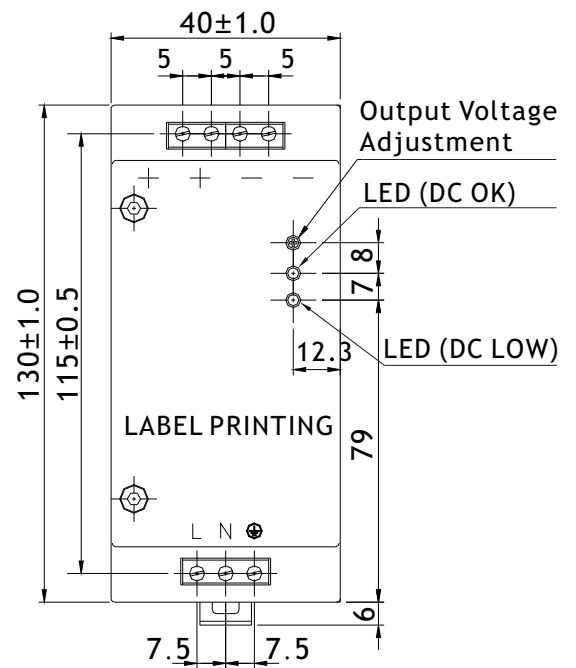 40±1.0
5 5 5
Output Voltage
Adjustment
+ + − −
LED (DC OK)
8
7
130±1.0
115±0.5
12.3
LED (DC LOW)
LABEL PRINTING
79
L N ⏚
6
7.5 7.5